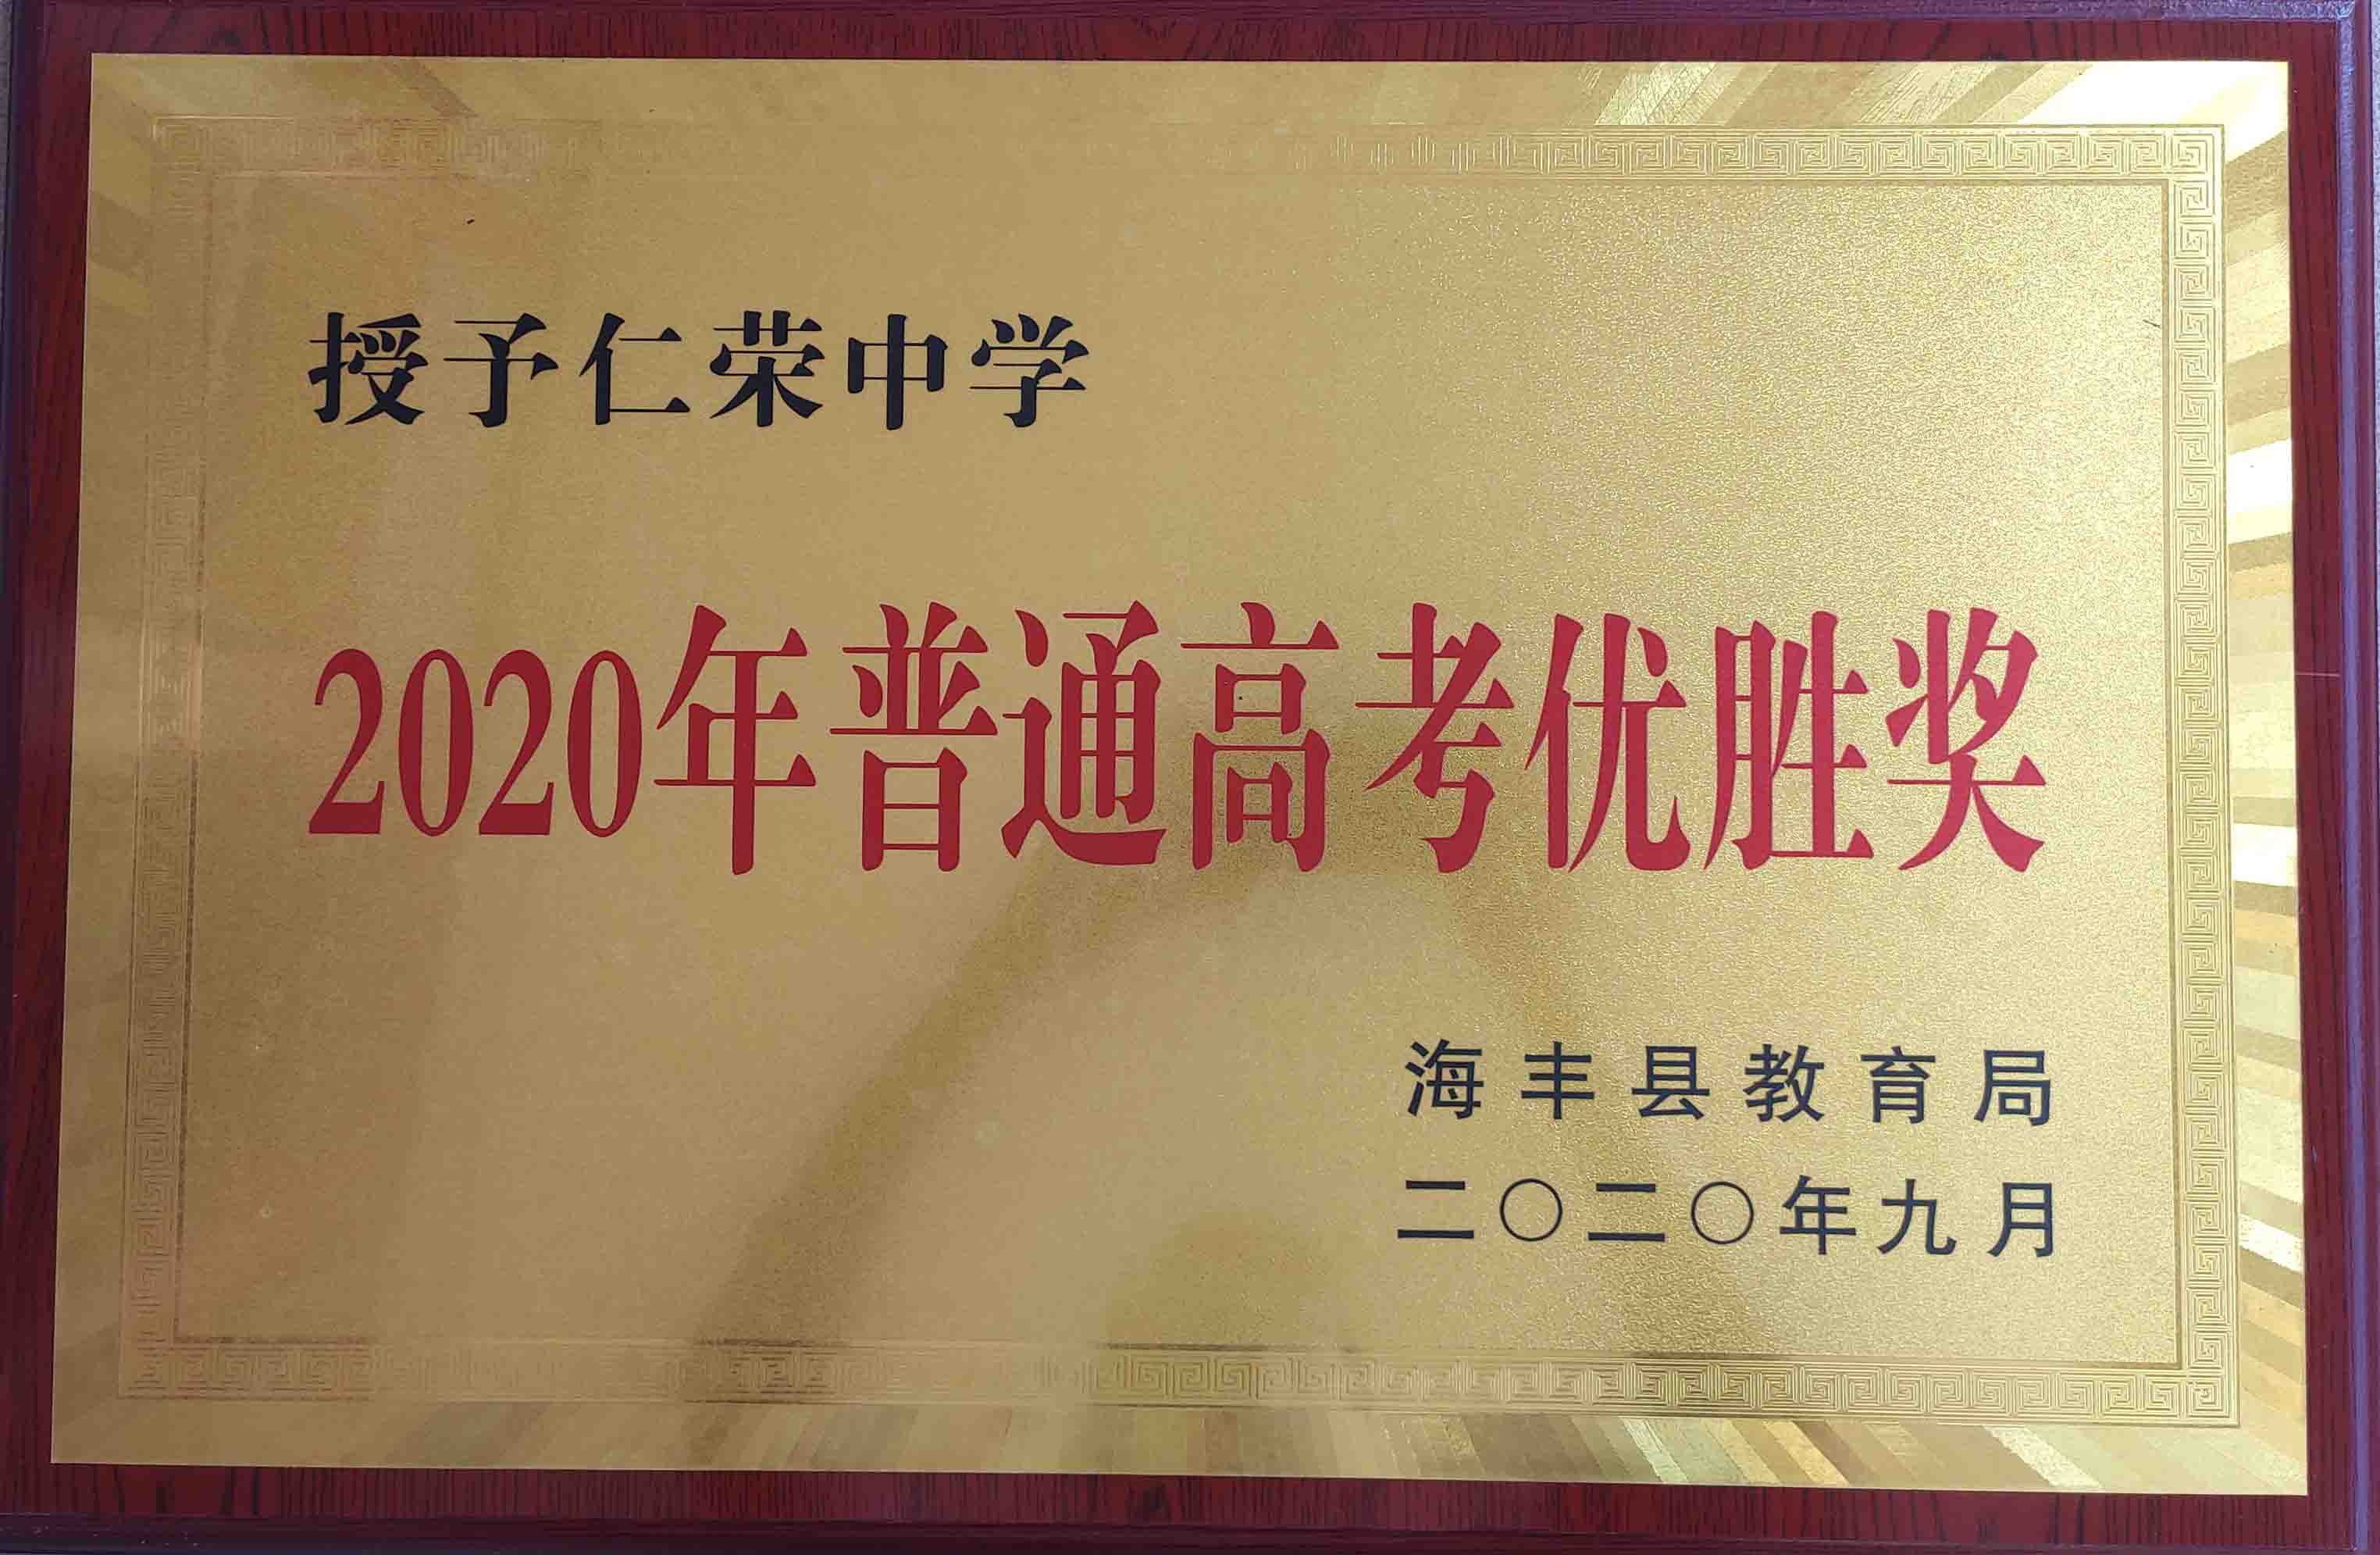 授予仁荣中学
2020年普通高考优胜奖
海丰县教育局
二〇二〇年九月